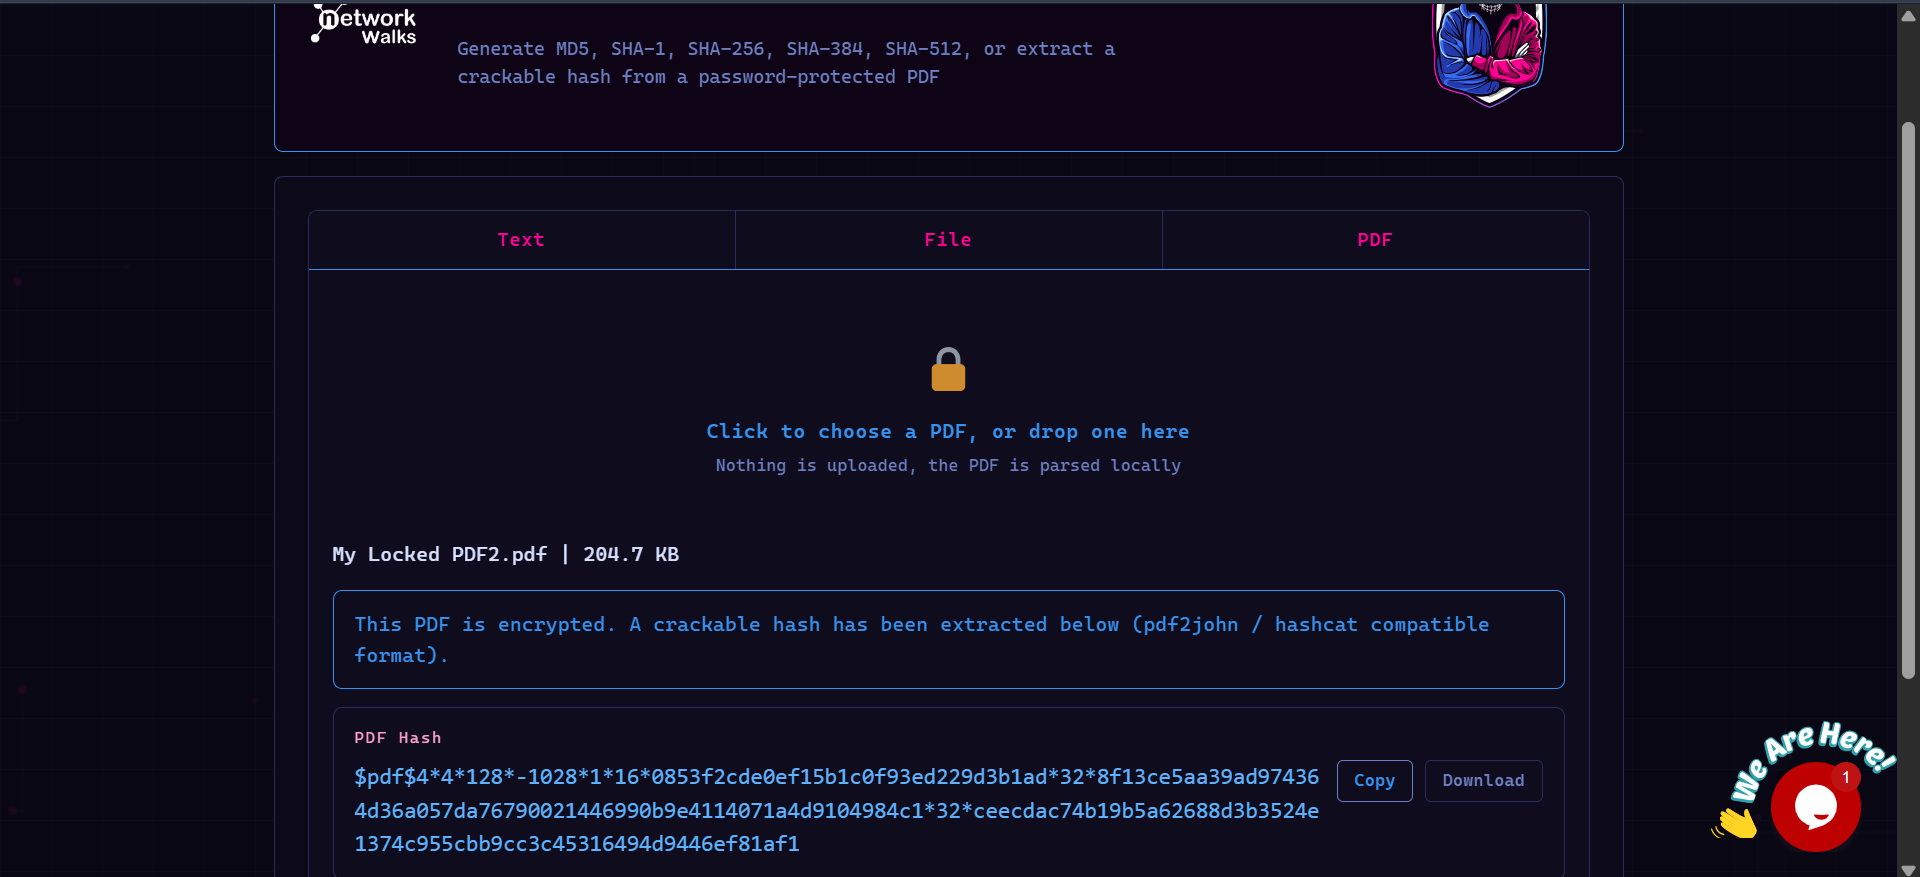 network
Walks
Generate MD5, SHA-1, SHA-256, SHA-384, SHA-512, or extract a
crackable hash from a password-protected PDF
Text
File
PDF
Click to choose a PDF, or drop one here
Nothing is uploaded, the PDF is parsed locally
My Locked PDF2.pdf | 204.7 KB
This PDF is encrypted. A crackable hash has been extracted below (pdf2john / hashcat compatible
format).
PDF Hash
$pdf$4*4*128*-1028*1*16*0853f2cde0ef15b1c0f93ed229d3b1ad*32*8f13ce5aa39ad97436
4d36a057da76790021446990b9e4114071a4d9104984c1*32*ceecdac74b19b5a62688d3b3524e
1374c955cbb9cc3c45316494d9446ef81af1
Copy
Download
We Are Here!
1